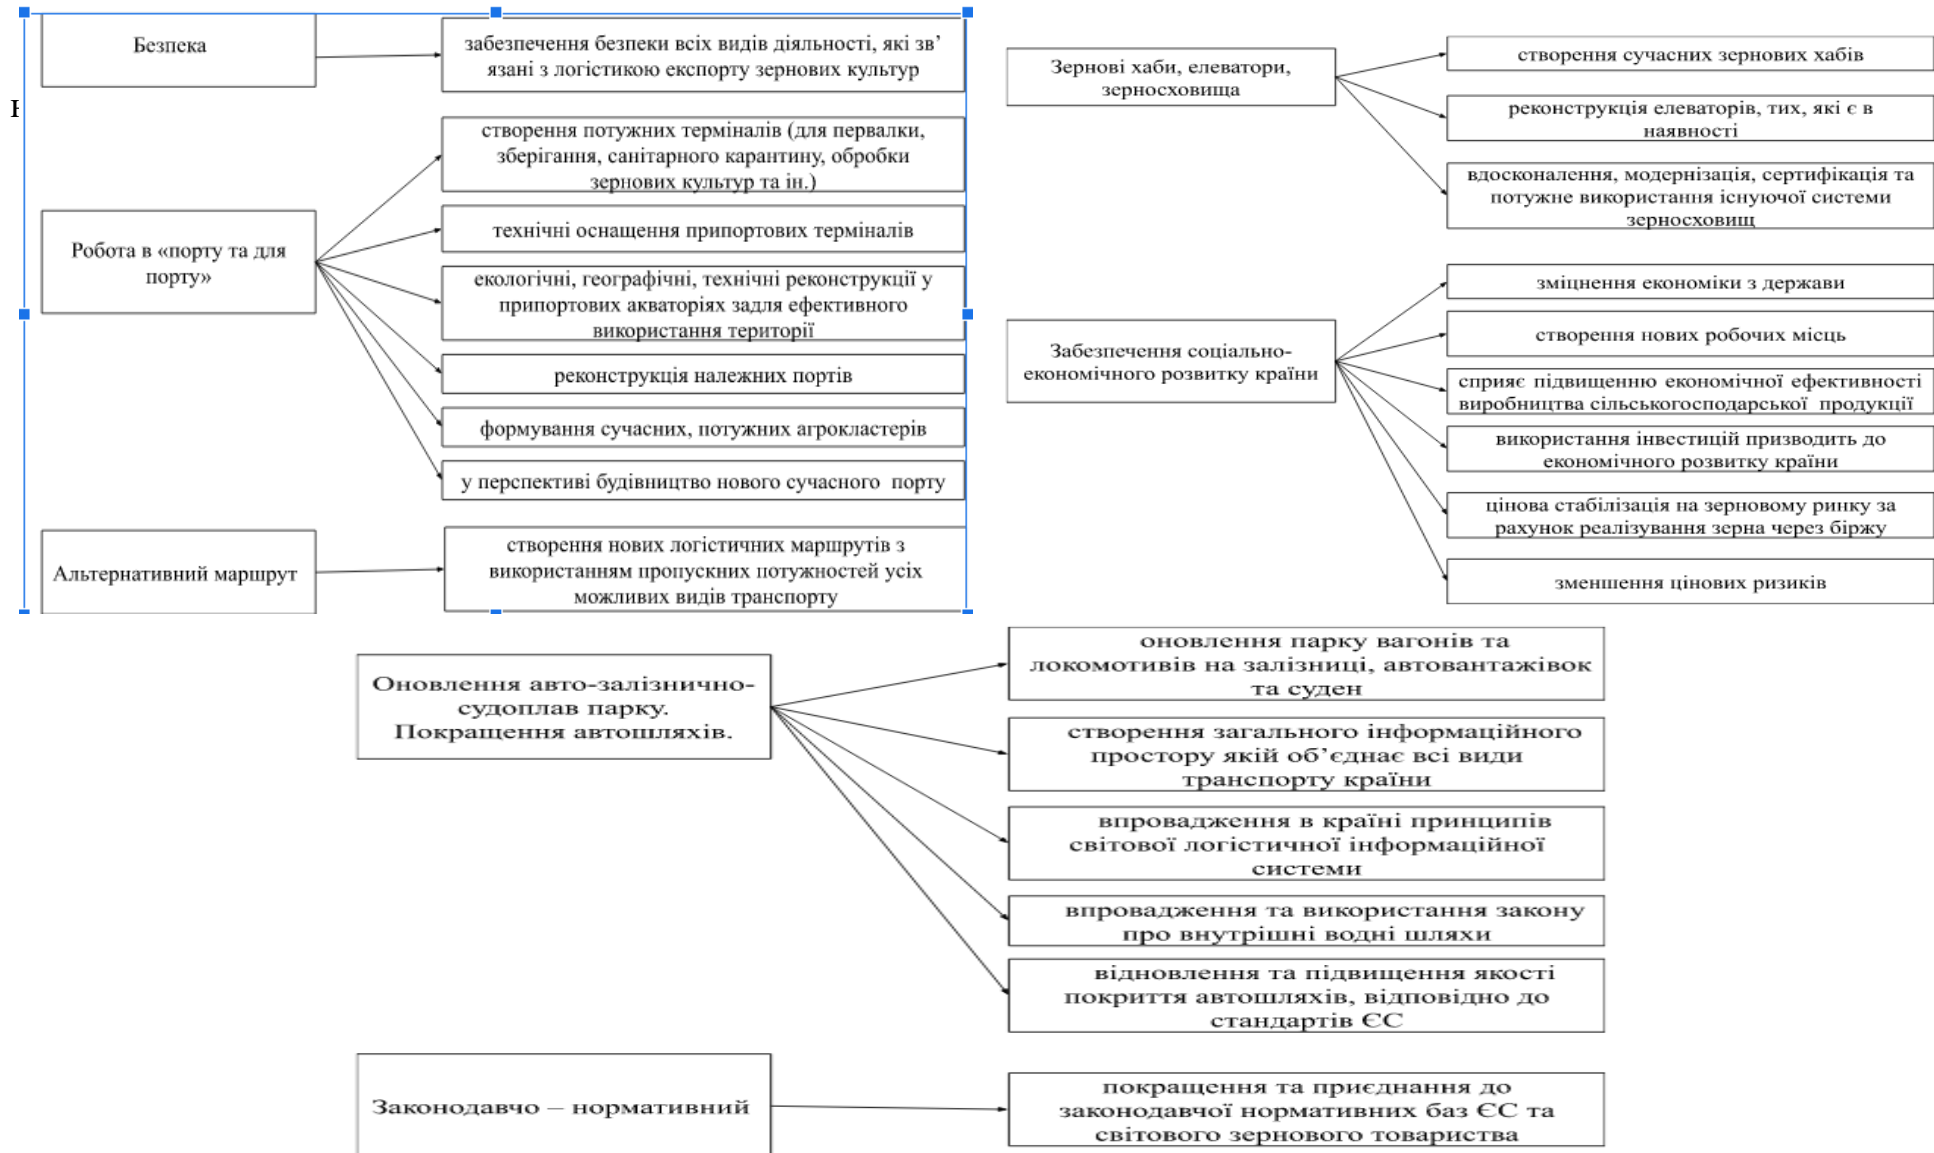 Безпека
забезпечення безпеки всіх видів діяльності, які зв’
язані з логістикою експорту зернових культур
Робота в «порту та для
порту»
створення потужних терміналів (для первалки,
зберігання, санітарного карантину, обробки
зернових культур та ін.)
технічні оснащення припортових терміналів
екологічні, географічні, технічні реконструкції у
припортових акваторіях задля ефективного
використання території
реконструкція належних портів
формування сучасних, потужних агрокластерів
у перспективі будівництво нового сучасного порту
Альтернативний маршрут
створення нових логістичних маршрутів з
використанням пропускних потужностей усіх
можливих видів транспорту
Зернові хаби, елеватори,
зерносховища
створення сучасних зернових хабів
реконструкція елеваторів, тих, які є в
наявності
вдосконалення, модернізація, сертифікація та
потужне використання існуючої системи
зерносховищ
Забезпечення соціально-
економічного розвитку країни
зміцнення економіки з держави
створення нових робочих місць
сприяє підвищенню економічної ефективності
виробництва сільськогосподарської продукції
використання інвестицій призводить до
економічного розвитку країни
цінова стабілізація на зерновому ринку за
рахунок реалізування зерна через біржу
зменшення цінових ризиків
Оновлення авто-залізнично-
судоплав парку.
Покращення автошляхів.
оновлення парку вагонів та
локомотивів на залізниці, автовантажівок
та суден
створення загального інформаційного
простору якій об’єднає всі види
транспорту країни
впровадження в країні принципів
світової логістичної інформаційної
системи
впровадження та використання закону
про внутрішні водні шляхи
відновлення та підвищення якості
покриття автошляхів, відповідно до
стандартів ЄС
Законодавчо – нормативний
покращення та приєднання до
законодавчої нормативних баз ЄС та
світового зернового товариства